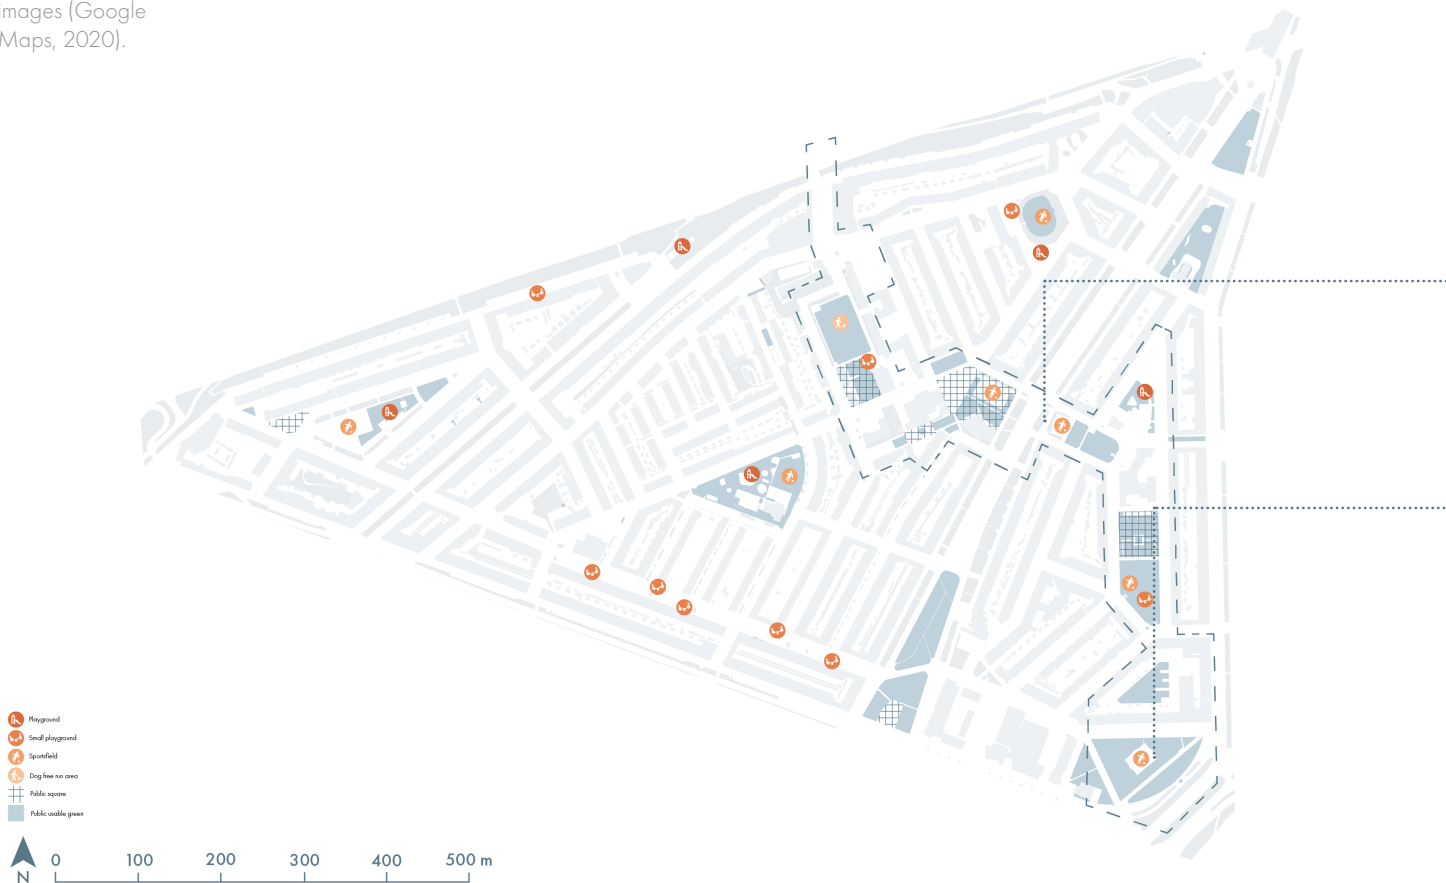 images (Google
Maps, 2020).
Playground
Small playground
Sportsfield
Dog free run area
Public square
Public usable green
0 100 200 300 400 500 m
N